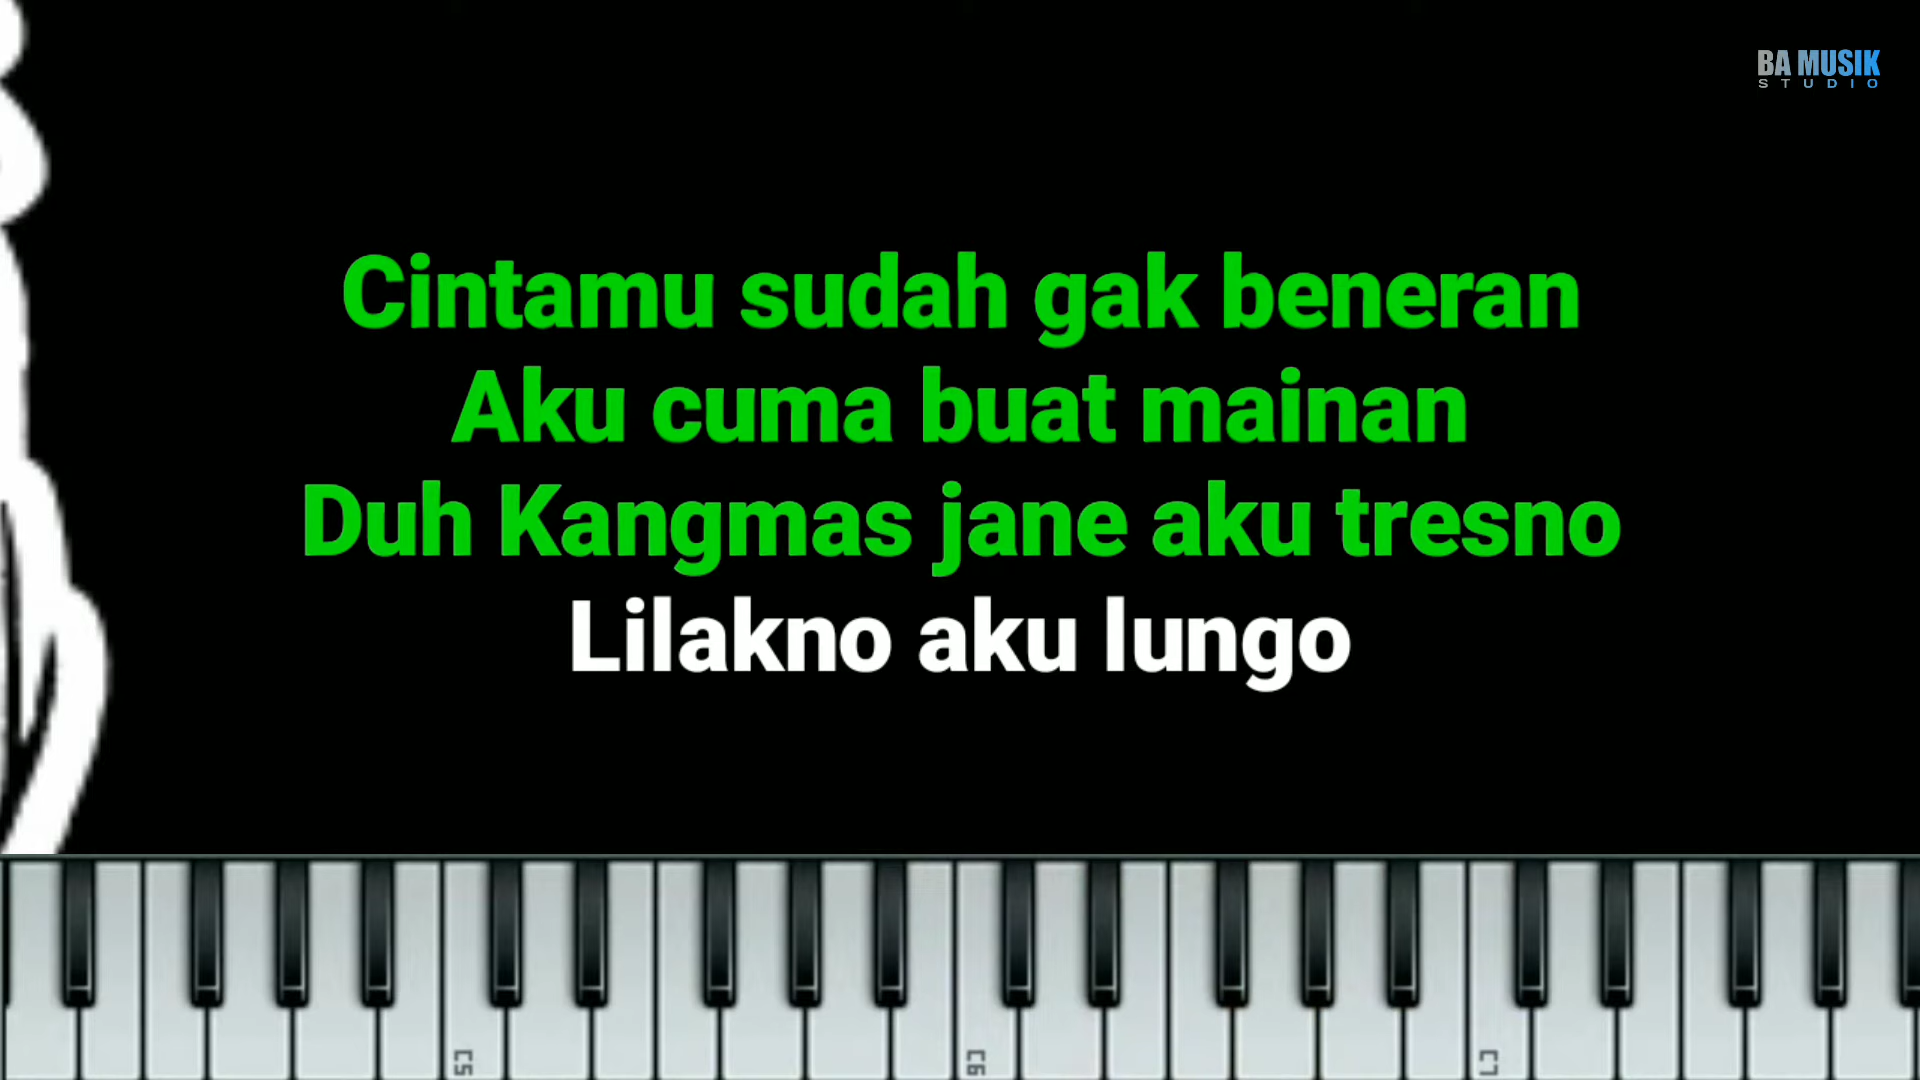 BA MUSIK
STUDIO
Cintamu sudah gak beneran
Aku cuma buat mainan
Duh Kangmas jane aku tresno
Lilakno aku lungo
C5
C6
C7